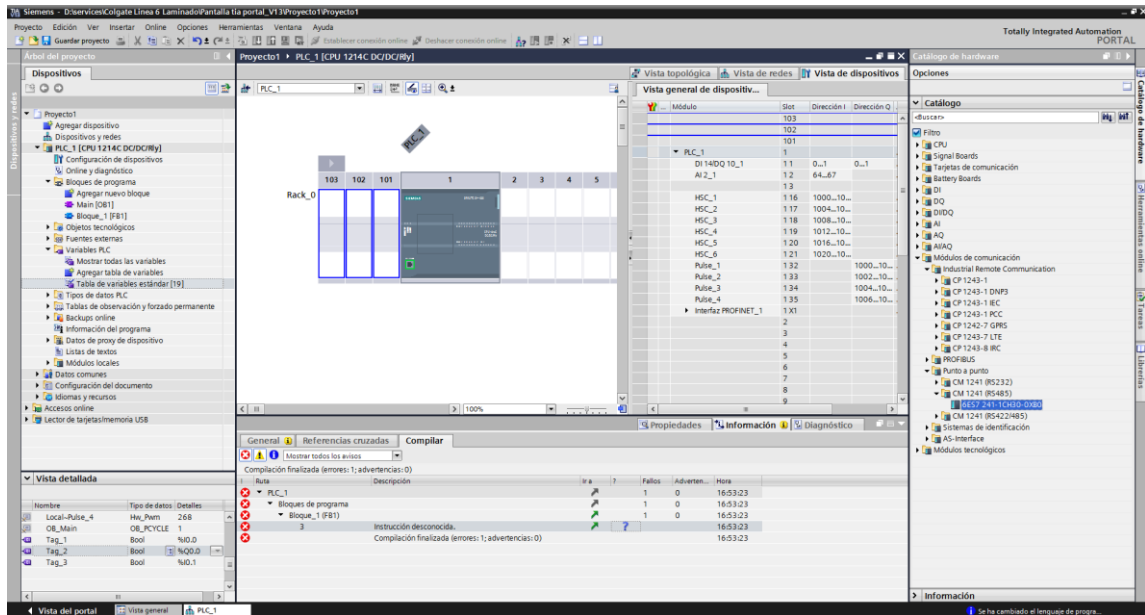 Siemens - D:\services\Colgate Linea 6 Laminado\Pantalla tia portal_V13\Proyecto1\Proyecto1
Proyecto Edición Ver Insertar Online Opciones Herramientas Ventana Ayuda
Totally Integrated Automation
PORTAL
Guardar proyecto
Establecer conexión online
Deshacer conexión online
Árbol del proyecto
Dispositivos
Dispositivos y redes
Proyecto1
Agregar dispositivo
Dispositivos y redes
PLC_1 [CPU 1214C DC/DC/Rly]
Configuración de dispositivos
Online y diagnóstico
Bloques de programa
Agregar nuevo bloque
Main [OB1]
Bloque_1 [FB1]
Objetos tecnológicos
Fuentes externas
Variables PLC
Mostrar todas las variables
Agregar tabla de variables
Tabla de variables estándar [19]
Tipos de datos PLC
Tablas de observación y forzado permanente
Backups online
Información del programa
Datos de proxy de dispositivo
Listas de textos
Módulos locales
Datos comunes
Configuración del documento
Idiomas y recursos
Accesos online
Lector de tarjetas/memoria USB
Vista detallada
Nombre Tipo de datos Detalles
Local~Pulse_4 Hw_Pwm 268
OB_Main OB_PCYCLE 1
Tag_1 Bool %I0.0
Tag_2 Bool %Q0.0
Tag_3 Bool %I0.1
Proyecto1 PLC_1 [CPU 1214C DC/DC/Rly]
Vista topológica Vista de redes Vista de dispositivos
PLC_1
PLC_1
103 102 101 1 2 3 4 5
Rack_0
SIEMENS
100%
Vista general de dispositiv...
Módulo Slot Dirección I Dirección Q
103
102
101
PLC_1 1
DI 14/DQ 10_1 1 1 0...1 0...1
AI 2_1 1 2 64...67
1 3
HSC_1 1 16 1000...10...
HSC_2 1 17 1004...10...
HSC_3 1 18 1008...10...
HSC_4 1 19 1012...10...
HSC_5 1 20 1016...10...
HSC_6 1 21 1020...10...
Pulse_1 1 32 1000...10...
Pulse_2 1 33 1002...10...
Pulse_3 1 34 1004...10...
Pulse_4 1 35 1006...10...
Interfaz PROFINET_1 1 X1
2
3
4
5
6
7
8
9
Propiedades Información Diagnóstico
General Referencias cruzadas Compilar
Mostrar todos los avisos
Compilación finalizada (errores: 1; advertencias: 0)
! Ruta Descripción Ir a ? Fallos Adverten... Hora
PLC_1 1 0 16:53:23
Bloques de programa 1 0 16:53:23
Bloque_1 (FB1) 1 0 16:53:23
3 Instrucción desconocida. ? 16:53:23
Compilación finalizada (errores: 1; advertencias: 0) 16:53:23
Catálogo de hardware
Opciones
Catálogo
<Buscar>
Filtro
CPU
Signal Boards
Tarjetas de comunicación
Battery Boards
DI
DQ
DI/DQ
AI
AQ
AI/AQ
Módulos de comunicación
Industrial Remote Communication
CP 1243-1
CP 1243-1 DNP3
CP 1243-1 IEC
CP 1243-1 PCC
CP 1242-7 GPRS
CP 1243-7 LTE
CP 1243-8 IRC
PROFIBUS
Punto a punto
CM 1241 (RS232)
CM 1241 (RS485)
6ES7 241-1CH30-0XB0
CM 1241 (RS422/485)
Sistemas de identificación
AS-Interface
Módulos tecnológicos
Información
Catálogo de hardware
Herramientas online
Tareas
Librerías
Vista del portal Vista general PLC_1
Se ha cambiado el lenguaje de progra...